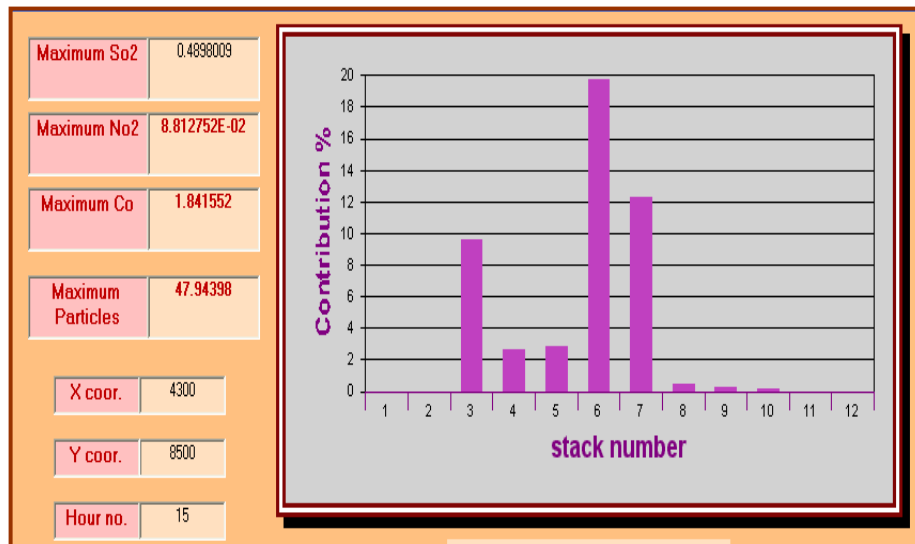 Maximum So2
0.4898009
Maximum No2
8.812752E-02
Maximum Co
1.841552
Maximum
Particles
47.94398
X coor.
4300
Y coor.
8500
Hour no.
15
Contribution %
20
18
16
14
12
10
8
6
4
2
0
1 2 3 4 5 6 7 8 9 10 11 12
stack number